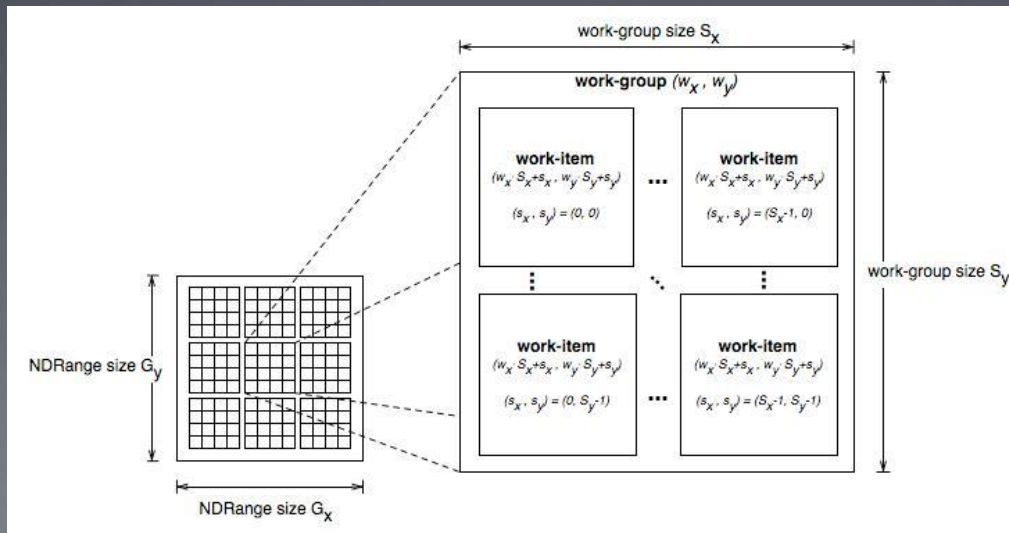 work-group size Sx
work-group (wx , wy)
work-item
(wx· Sx+sx , wy· Sy+sy)
(sx , sy) = (0, 0)
...
work-item
(wx· Sx+sx , wy· Sy+sy)
(sx , sy) = (Sx-1, 0)
work-group size Sy
work-item
(wx· Sx+sx , wy· Sy+sy)
(sx , sy) = (0, Sy-1)
...
work-item
(wx· Sx+sx , wy· Sy+sy)
(sx , sy) = (Sx-1, Sy-1)
NDRange size Gy
NDRange size Gx